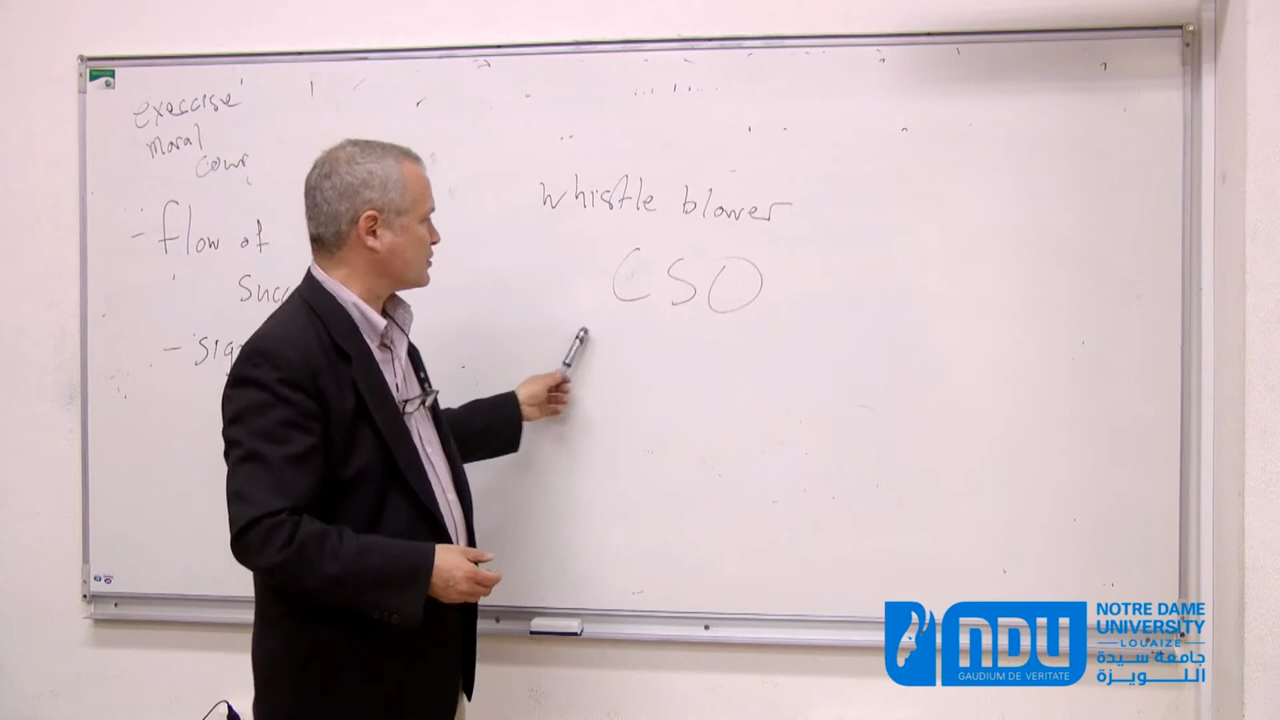 exercise
moral
cour
- flow of
succ
- sig
whistle blower
CSO
NDU
GAUDIUM DE VERITATE
NOTRE DAME
UNIVERSITY
LOUAIZE
جامعة سيدة
اللويزة